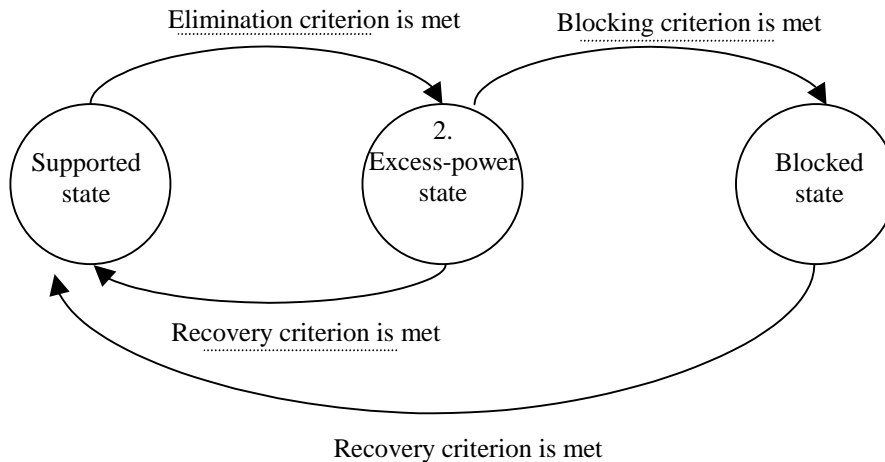 Elimination criterion is met
Blocking criterion is met
Supported
state
2.
Excess-power
state
Blocked
state
Recovery criterion is met
Recovery criterion is met